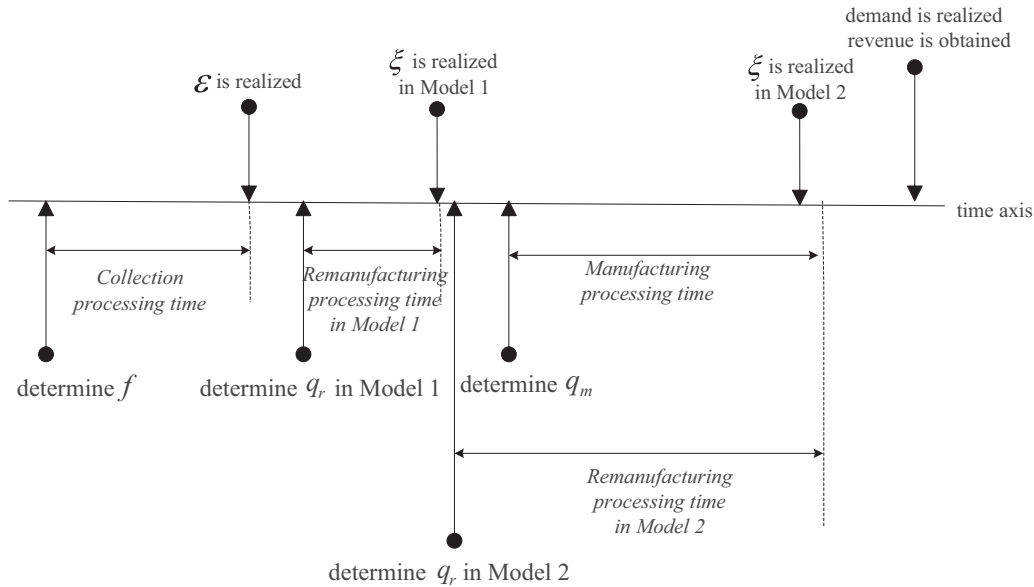 demand is realized
revenue is obtained
ε is realized
ξ is realized
in Model 1
ξ is realized
in Model 2
time axis
Collection
processing time
Remanufacturing
processing time
in Model 1
Manufacturing
processing time
determine f
determine q_r in Model 1
determine q_m
Remanufacturing
processing time
in Model 2
determine q_r in Model 2